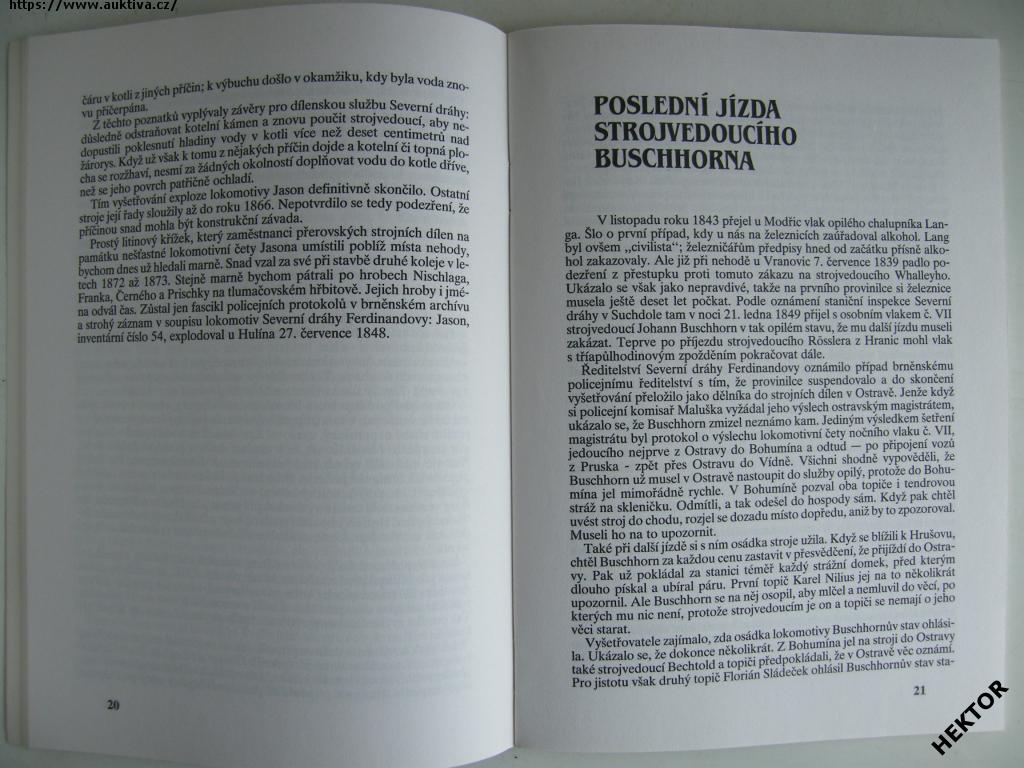 https://www.auktiva.cz/
čáru v kotli z jiných příčin; k výbuchu došlo v okamžiku, kdy byla voda zno-
vu přičerpána.
Z těchto poznatků vyplývaly závěry pro dílenskou službu Severní dráhy:
důsledně odstraňovat kotelní kámen a znovu poučit strojvedoucí, aby ne-
dopustili poklesnutí hladiny vody v kotli více než deset centimetrů nad
žárorys. Když už však k tomu z nějakých příčin dojde a kotelní či topná plo-
cha se rozžhaví, nesmí za žádných okolností doplňovat vodu do kotle dříve,
než se jeho povrch patřičně ochladí.
Tím vyšetřování exploze lokomotivy Jason definitivně skončilo. Ostatní
stroje její řady sloužily až do roku 1866. Nepotvrdilo se tedy podezření, že
příčinou snad mohla být konstrukční závada.
Prostý litinový křížek, který zaměstnanci přerovských strojních dílen na
památku nešťastné lokomotivní čety Jasona umístili poblíž místa nehody,
bychom dnes už hledali marně. Snad vzal za své při stavbě druhé koleje v le-
tech 1872 až 1873. Stejně marně bychom pátrali po hrobech Nischlaga,
Franka, Černého a Prischky na tlumačovském hřbitově. Jejich hroby i jmé-
na odvál čas. Zůstal jen fascikl policejních protokolů v brněnském archívu
a strohý záznam v soupisu lokomotiv Severní dráhy Ferdinandovy: Jason,
inventární číslo 54, explodoval u Hulína 27. července 1848.
20
POSLEDNÍ JÍZDA
STROJVEDOUCÍHO
BUSCHHORNA
V listopadu roku 1843 přejel u Modřic vlak opilého chalupníka Lan-
ga. Šlo o první případ, kdy u nás na železnicích zaúřadoval alkohol. Lang
byl ovšem „civilista“; železničářům předpisy hned od začátku přísně alko-
hol zakazovaly. Ale již při nehodě u Vranovic 7. července 1839 padlo po-
dezření z přestupku proti tomuto zákazu na strojvedoucího Whalleyho.
Ukázalo se však jako nepravdivé, takže na prvního provinilce si železnice
musela ještě deset let počkat. Podle oznámení staniční inspekce Severní
dráhy v Suchdole tam v noci 21. ledna 1849 přijel s osobním vlakem č. VII
strojvedoucí Johann Buschhorn v tak opilém stavu, že mu další jízdu museli
zakázat. Teprve po příjezdu strojvedoucího Rösslera z Hranic mohl vlak
s třípůlhodinovým zpožděním pokračovat dále.
Ředitelství Severní dráhy Ferdinandovy oznámilo případ brněnskému
policejnímu ředitelství s tím, že provinilce suspendovalo a do skončení
vyšetřování přeložilo jako dělníka do strojních dílen v Ostravě. Jenže když
si policejní komisař Maluška vyžádal jeho výslech ostravským magistrátem,
ukázalo se, že Buschhorn zmizel neznámo kam. Jediným výsledkem šetření
magistrátu byl protokol o výslechu lokomotivní čety nočního vlaku č. VII,
jedoucího nejprve z Ostravy do Bohumína a odtud — po připojení vozů
z Pruska - zpět přes Ostravu do Vídně. Všichni shodně vypověděli, že
Buschhorn už musel v Ostravě nastoupit do služby opilý, protože do Bohu-
mína jel mimořádně rychle. V Bohumíně pozval oba topiče i tendrovou
stráž na skleničku. Odmítli, a tak odešel do hospody sám. Když pak chtěl
uvést stroj do chodu, rozjel se dozadu místo dopředu, aniž by to zpozoroval.
Museli ho na to upozornit.
Také při další jízdě si s ním osádka stroje užila. Když se blížili k Hrušovu,
chtěl Buschhorn za každou cenu zastavit v přesvědčení, že přijíždí do Ostra-
vy. Pak už pokládal za stanici téměř každý strážní domek, před kterým
dlouho pískal a ubíral páru. První topič Karel Nilius jej na to několikrát
upozornil. Ale Buschhorn se na něj osopil, aby mlčel a nemluvil do věcí, po
kterých mu nic není, protože strojvedoucím je on a topiči se nemají o jeho
věci starat.
Vyšetřovatele zajímalo, zda osádka lokomotivy Buschhornův stav ohlási-
la. Ukázalo se, že dokonce několikrát. Z Bohumína jel na stroji do Ostravy
také strojvedoucí Bechtold a topiči předpokládali, že v Ostravě věc oznámí.
Pro jistotu však druhý topič Florián Sládeček ohlásil Buschhornův stav sta-
21
HEKTOR